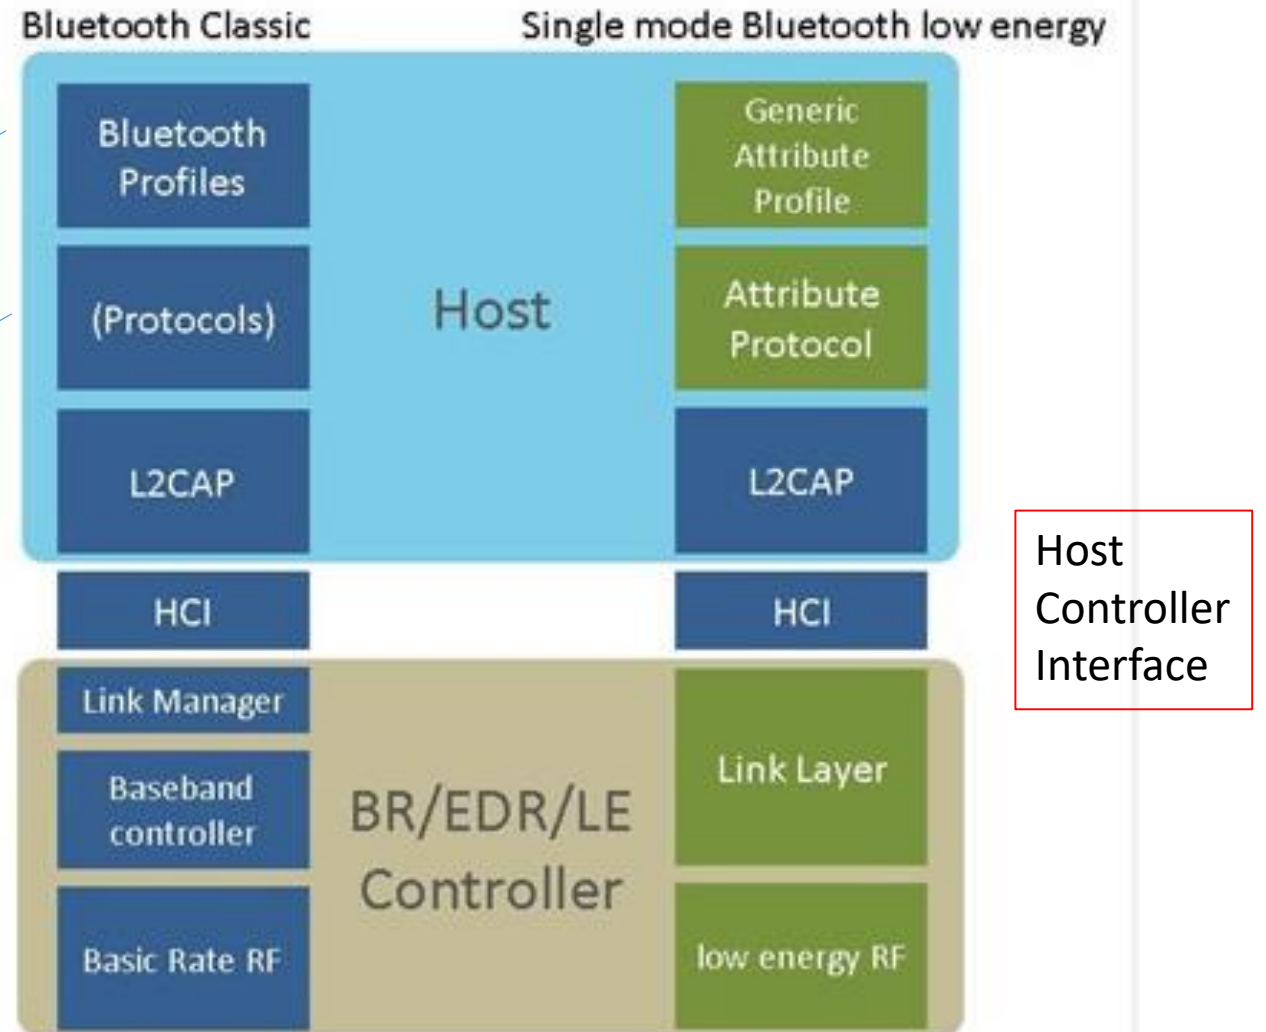 Bluetooth Classic
Single mode Bluetooth low energy
Bluetooth
Profiles
(Protocols)
L2CAP
HCI
Link Manager
Baseband
controller
Basic Rate RF
Host
BR/EDR/LE
Controller
Generic
Attribute
Profile
Attribute
Protocol
L2CAP
HCI
Link Layer
low energy RF
Host
Controller
Interface